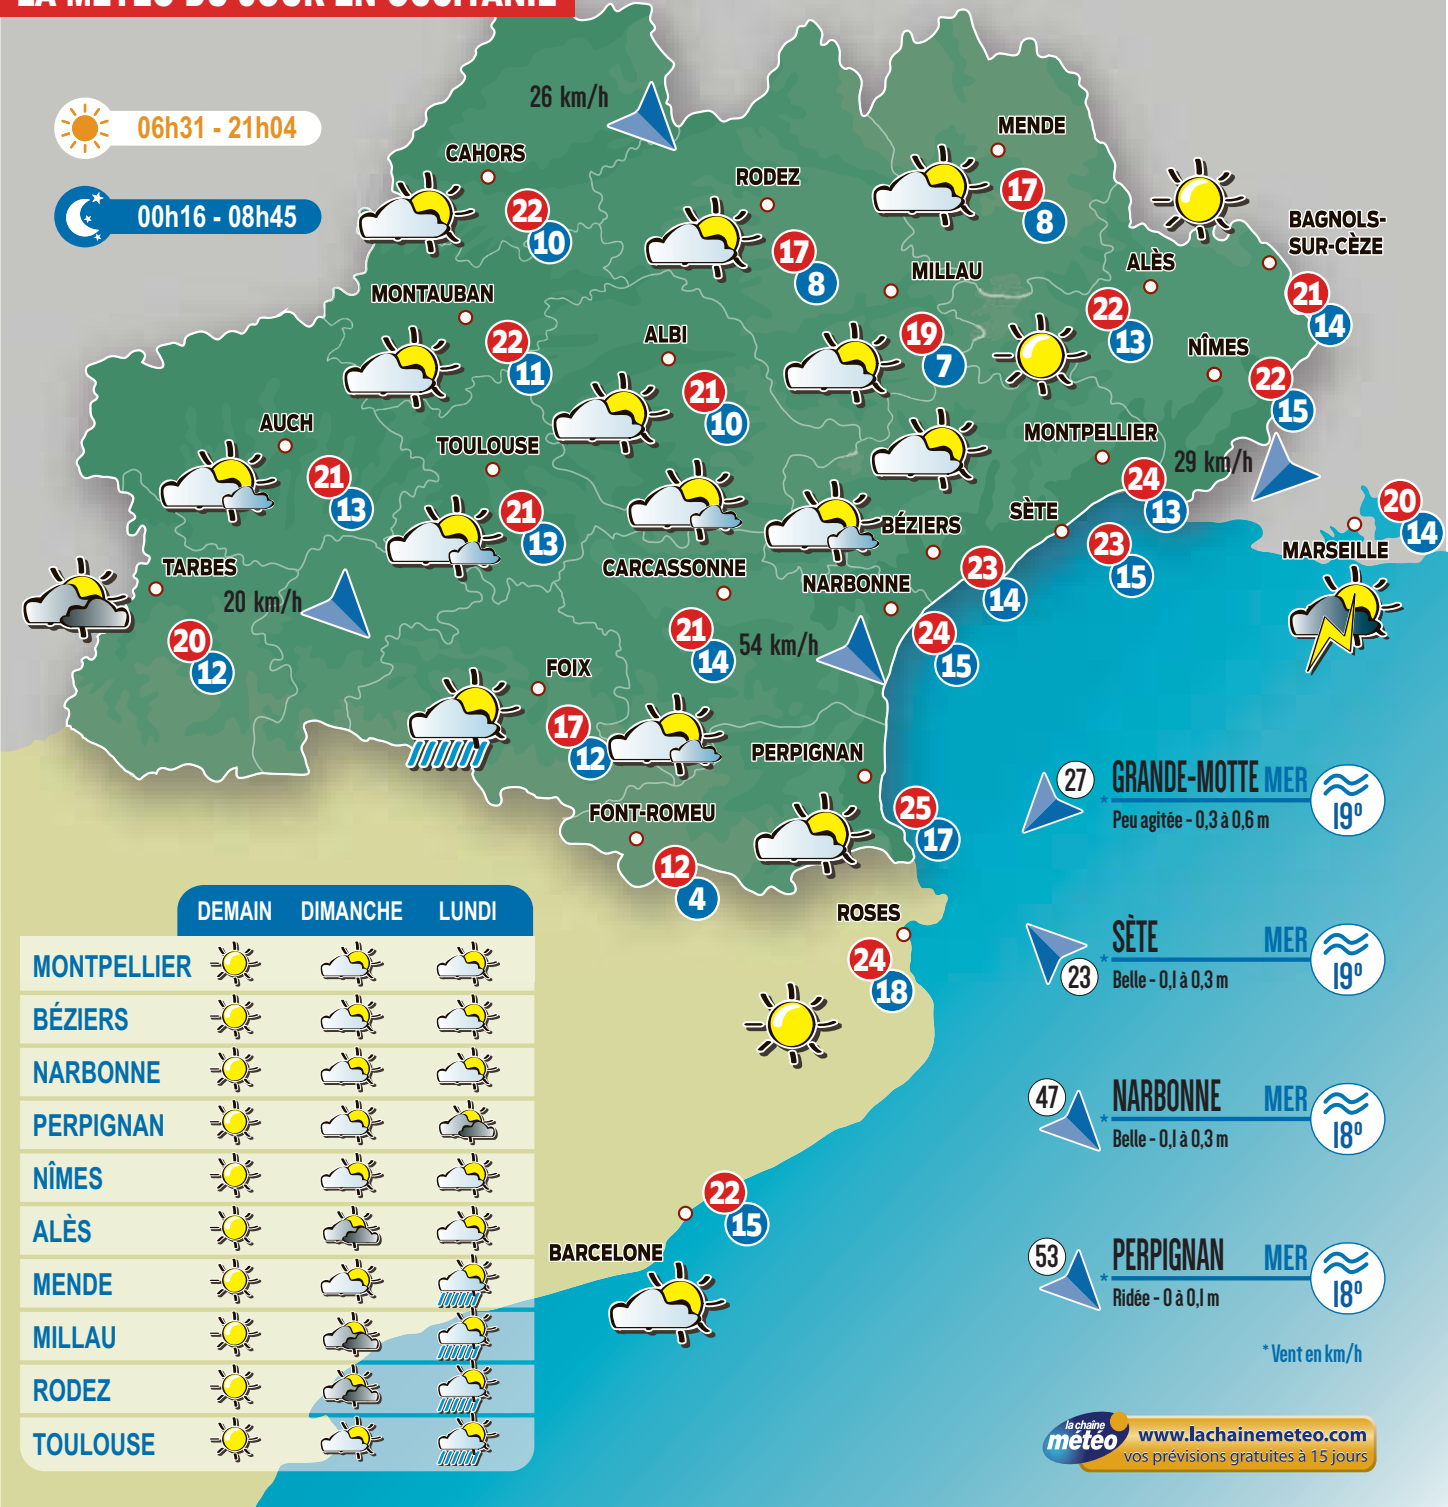 LA MÉTÉO DU JOUR EN OCCITANIE
06h31 - 21h04
00h16 - 08h45
26 km/h
CAHORS
22
10
RODEZ
17
8
MENDE
17
8
BAGNOLS-
SUR-CÈZE
21
14
MILLAU
19
7
ALÈS
22
13
MONTAUBAN
22
11
ALBI
21
10
NÎMES
22
15
AUCH
21
13
TOULOUSE
21
13
MONTPELLIER
24
13
29 km/h
SÈTE
23
15
BÉZIERS
23
14
MARSEILLE
20
14
TARBES
20
12
20 km/h
CARCASSONNE
21
14
NARBONNE
24
15
54 km/h
FOIX
17
12
PERPIGNAN
25
17
FONT-ROMEU
12
4
ROSES
24
18
BARCELONE
22
15
27
GRANDE-MOTTE MER
* Peu agitée - 0,3 à 0,6 m
19°
SÈTE MER
23
* Belle - 0,1 à 0,3 m
19°
47
NARBONNE MER
* Belle - 0,1 à 0,3 m
18°
53
PERPIGNAN MER
* Ridée - 0 à 0,1 m
18°
* Vent en km/h
DEMAIN DIMANCHE LUNDI
MONTPELLIER
BÉZIERS
NARBONNE
PERPIGNAN
NÎMES
ALÈS
MENDE
MILLAU
RODEZ
TOULOUSE
la chaîne
météo
www.lachainemeteo.com
vos prévisions gratuites à 15 jours